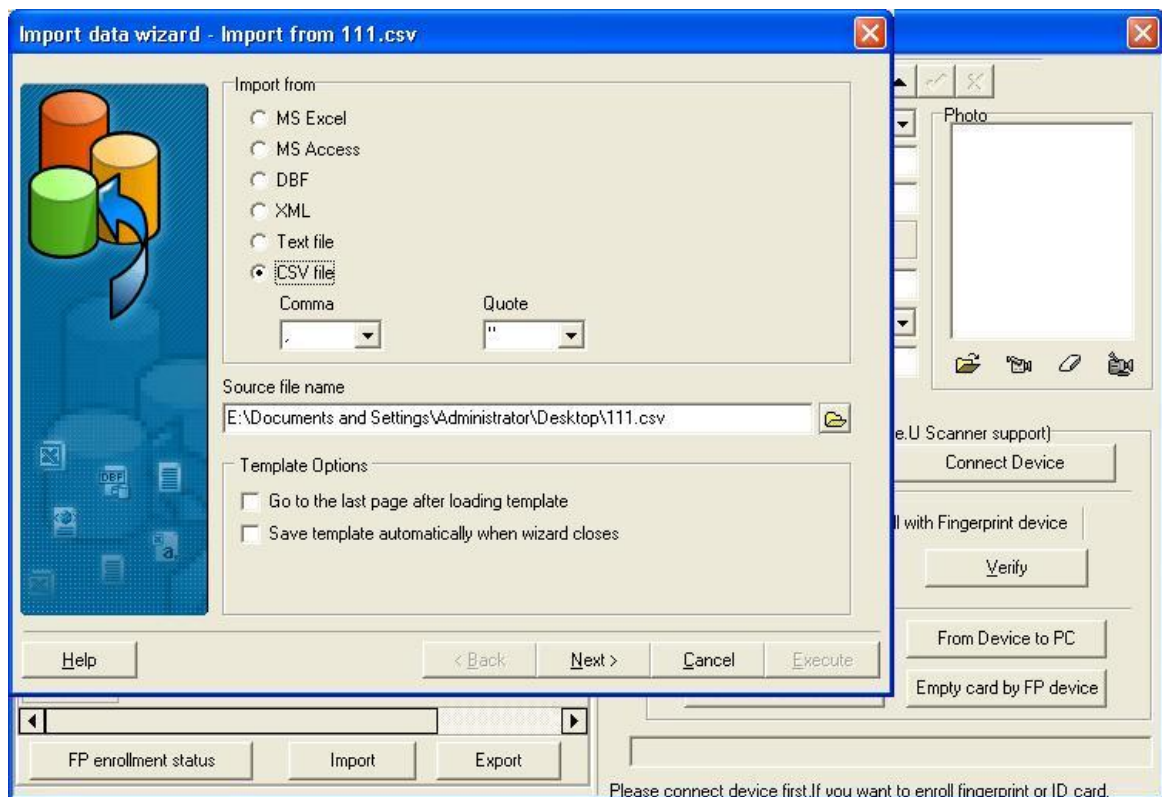 Import data wizard - Import from 111.csv
Import from
MS Excel
MS Access
DBF
XML
Text file
CSV file
Comma
Quote
,
"
Source file name
E:\Documents and Settings\Administrator\Desktop\111.csv
Template Options
Go to the last page after loading template
Save template automatically when wizard closes
Help
< Back
Next >
Cancel
Execute
Photo
e.U Scanner support)
Connect Device
ll with Fingerprint device
Verify
From Device to PC
Empty card by FP device
FP enrollment status
Import
Export
Please connect device first.If you want to enroll fingerprint or ID card,
DBF
a.